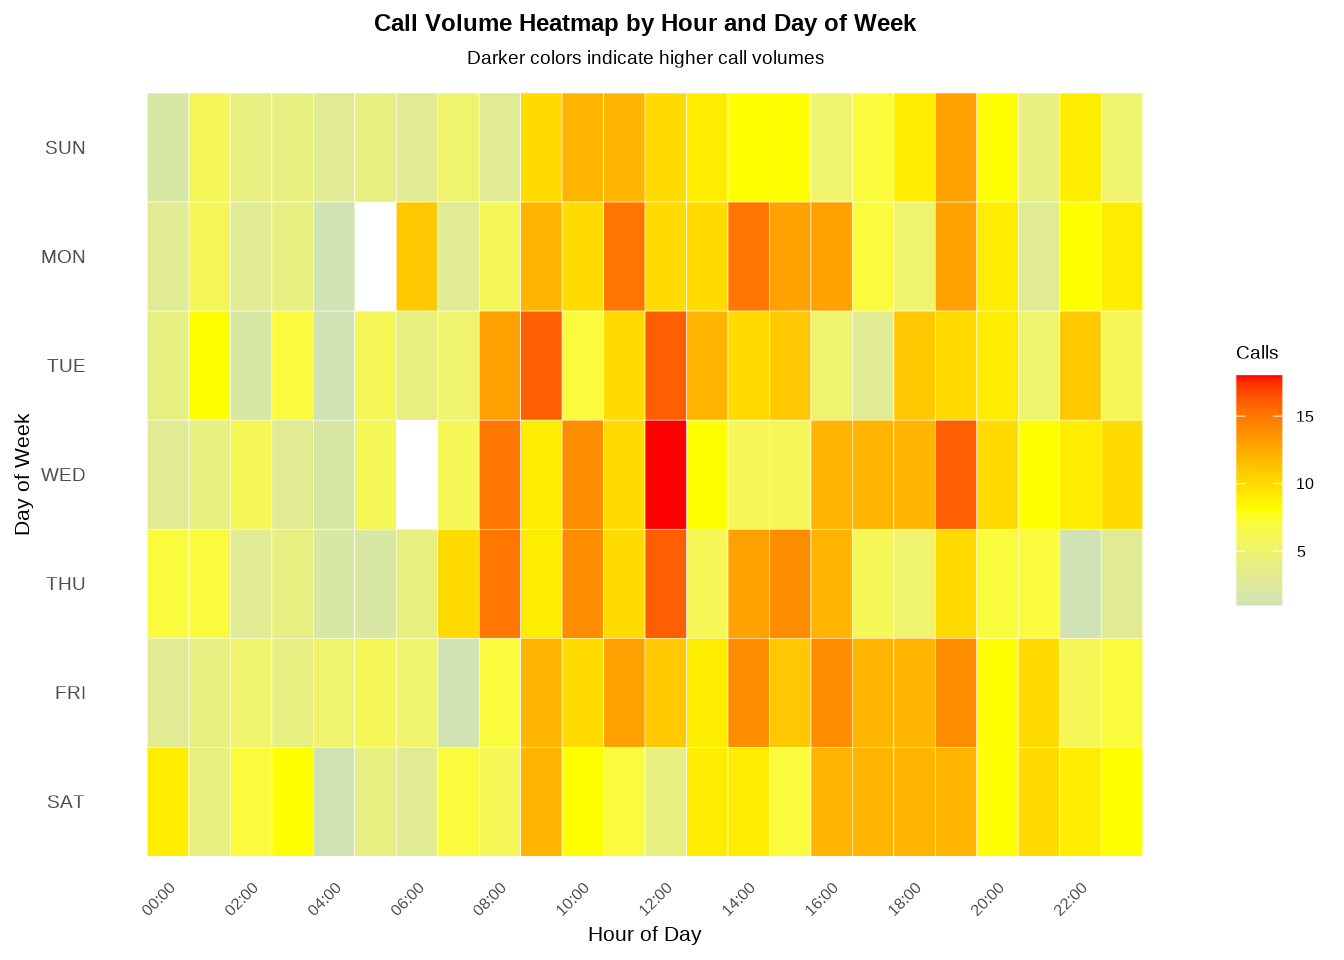 Call Volume Heatmap by Hour and Day of Week
Darker colors indicate higher call volumes
SUN
MON
TUE
WED
THU
FRI
SAT
Day of Week
00:00
02:00
04:00
06:00
08:00
10:00
12:00
14:00
16:00
18:00
20:00
22:00
Hour of Day
Calls
15
10
5